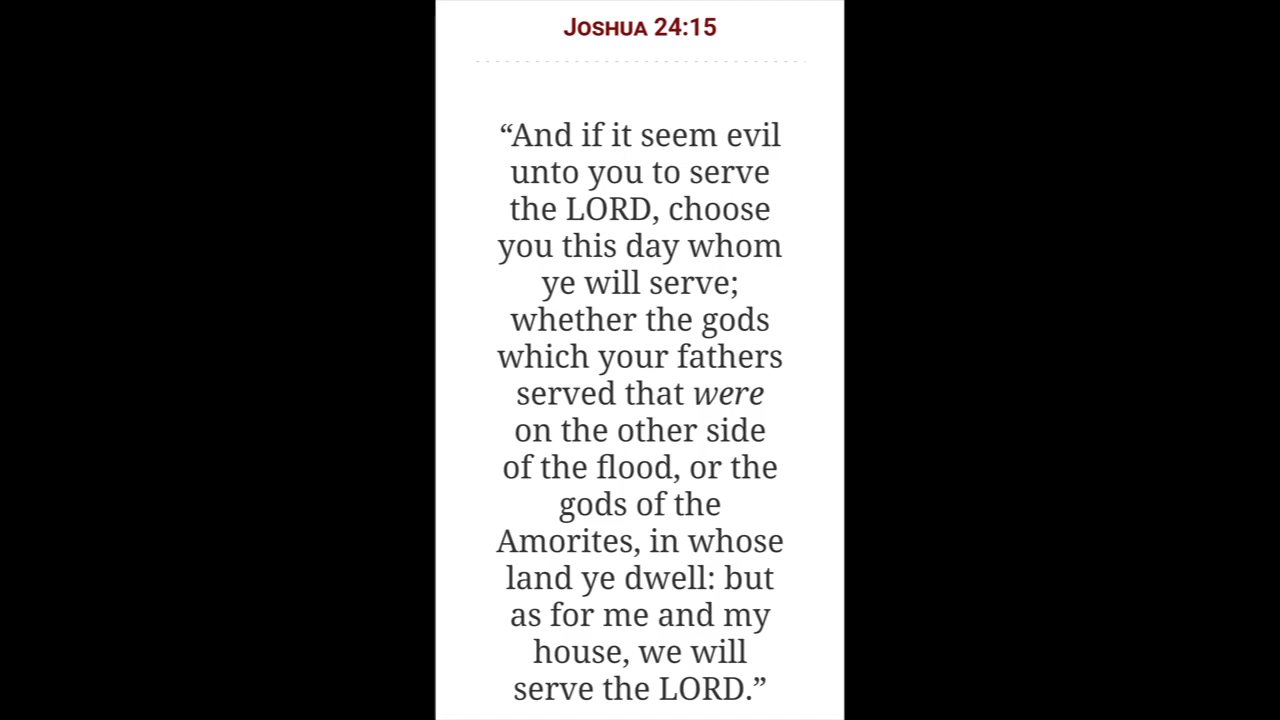 Joshua 24:15
“And if it seem evil
unto you to serve
the LORD, choose
you this day whom
ye will serve;
whether the gods
which your fathers
served that were
on the other side
of the flood, or the
gods of the
Amorites, in whose
land ye dwell: but
as for me and my
house, we will
serve the LORD.”